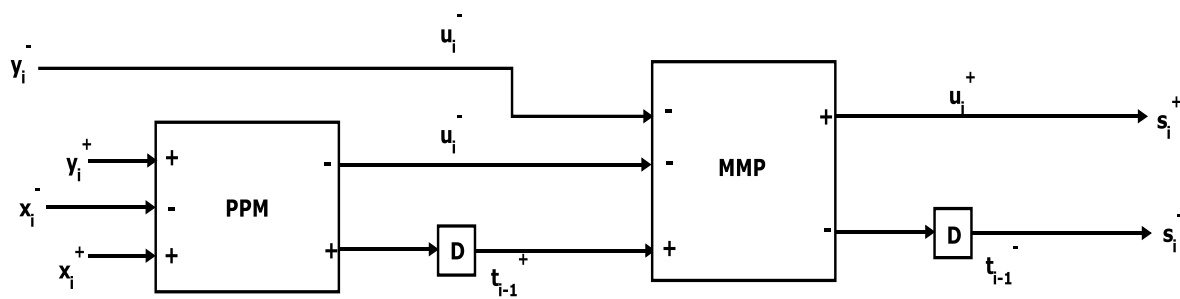 u_i^-
y_i^-
u_i^+
s_i^+
u_i^-
y_i^+ + - - + MMP
x_i^- - PPM
x_i^+ + + D + - D s_i^-
t_{i-1}^+ t_{i-1}^-